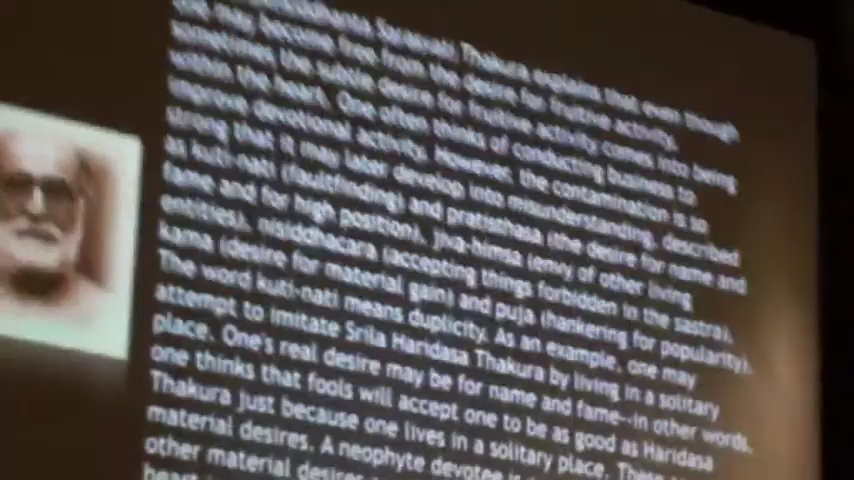 Saraswati Thakura explains that even though
one may become free from the desire for fruitive activity,
sometimes the subtle desire for fruitive activity comes into being
within the heart. One often thinks of conducting business to
improve devotional activity. However, the contamination is so
strong that it may later develop into misunderstanding, described
as kuti-nati (faultfinding) and pratisthasa (the desire for name and
fame and for high position), jiva-himsa (envy of other living
entities), nisiddhacara (accepting things forbidden in the sastra),
kama (desire for material gain) and puja (hankering for popularity).
The word kuti-nati means duplicity. As an example, one may
attempt to imitate Srila Haridasa Thakura by living in a solitary
place. One's real desire may be for name and fame--in other words,
one thinks that fools will accept one to be as good as Haridasa
Thakura just because one lives in a solitary place. These
material desires. A neophyte devotee
other material desires